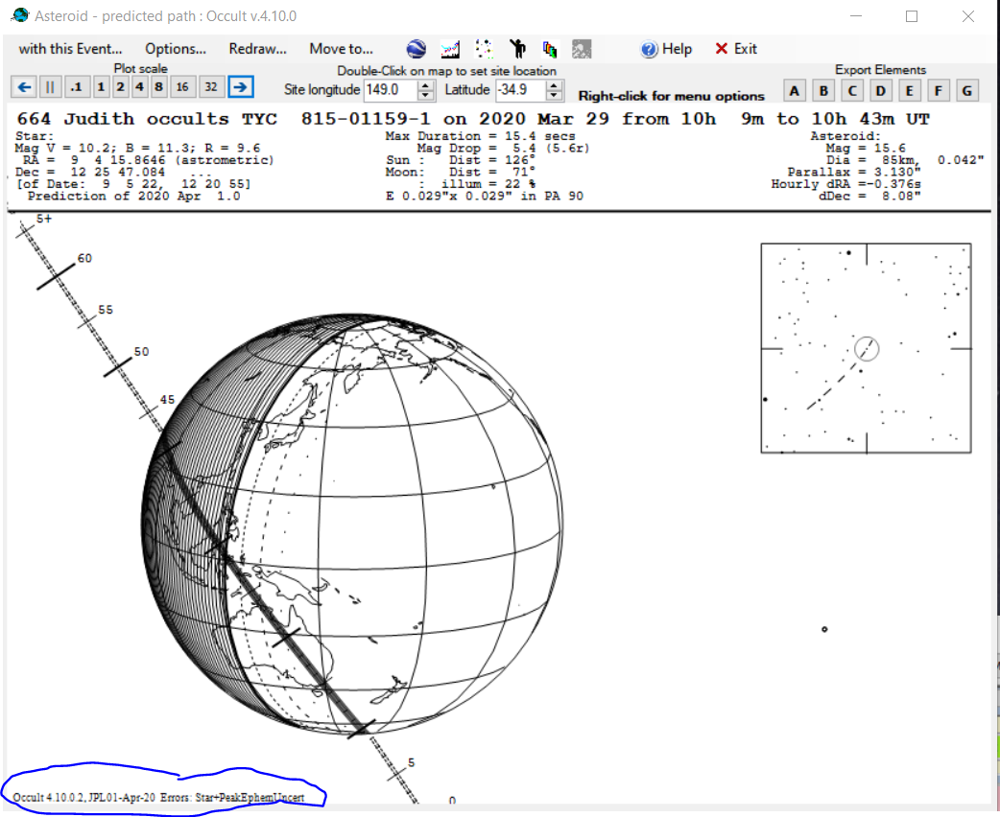 Asteroid - predicted path : Occult v.4.10.0
with this Event... Options... Redraw... Move to... Help Exit
Plot scale
.1 1 2 4 8 16 32
Double-Click on map to set site location
Site longitude 149.0 Latitude -34.9
Right-click for menu options
Export Elements
A B C D E F G
664 Judith occults TYC 815-01159-1 on 2020 Mar 29 from 10h 9m to 10h 43m UT
Star:
Mag V = 10.2; B = 11.3; R = 9.6
RA = 9 4 15.8646 (astrometric)
Dec = 12 25 47.084 ...
[of Date: 9 5 22, 12 20 55]
Prediction of 2020 Apr 1.0
Max Duration = 15.4 secs
Mag Drop = 5.4 (5.6r)
Sun : Dist = 126°
Moon: Dist = 71°
: illum = 22 %
E 0.029"x 0.029" in PA 90
Asteroid:
Mag = 15.6
Dia = 85km, 0.042"
Parallax = 3.130"
Hourly dRA =-0.376s
dDec = 8.08"
5+
60
55
50
45
5
0
Occult 4.10.0.2, JPL01-Apr-20 Errors: Star+PeakEphemUncert